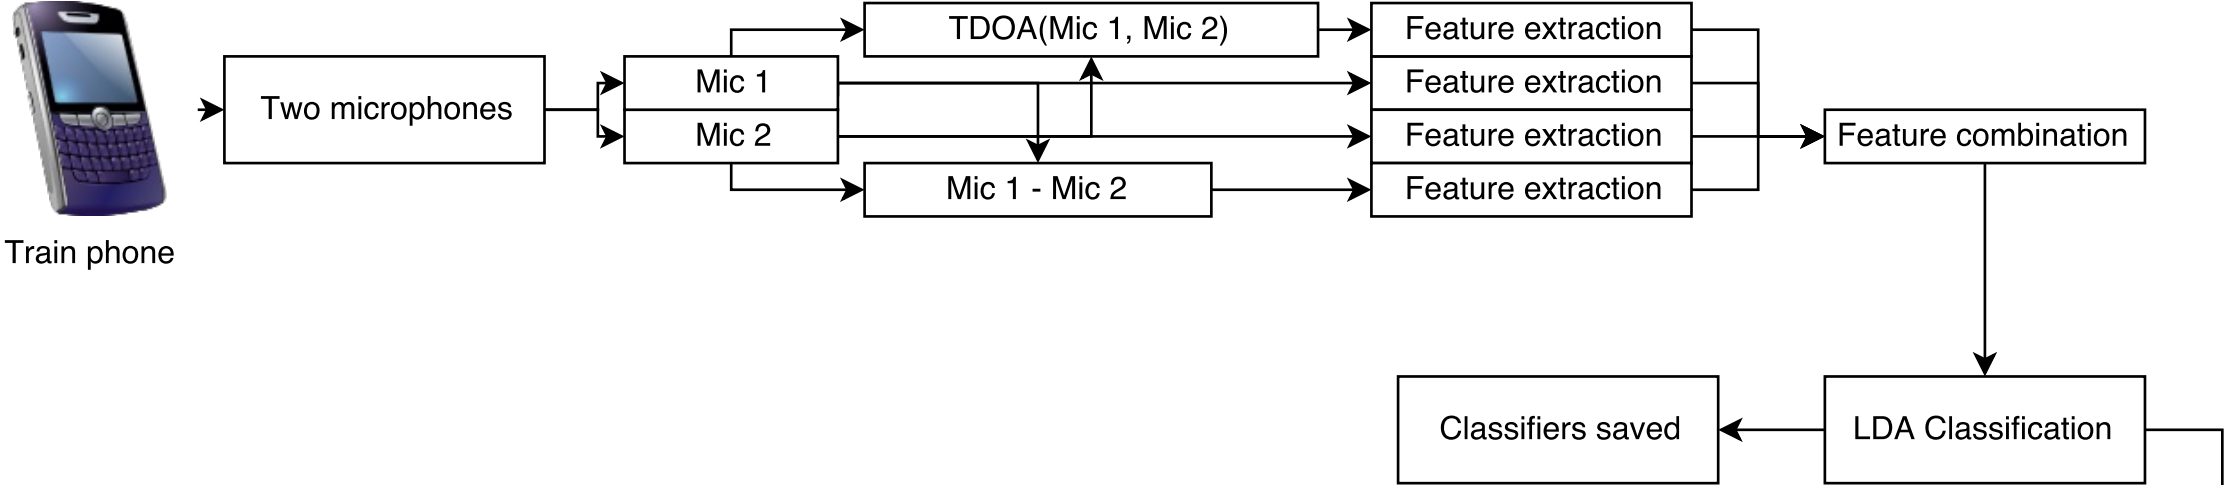 TDOA(Mic 1, Mic 2)
Feature extraction
Mic 1
Feature extraction
Two microphones
Mic 2
Feature extraction
Feature combination
Mic 1 - Mic 2
Feature extraction
Train phone
Classifiers saved
LDA Classification